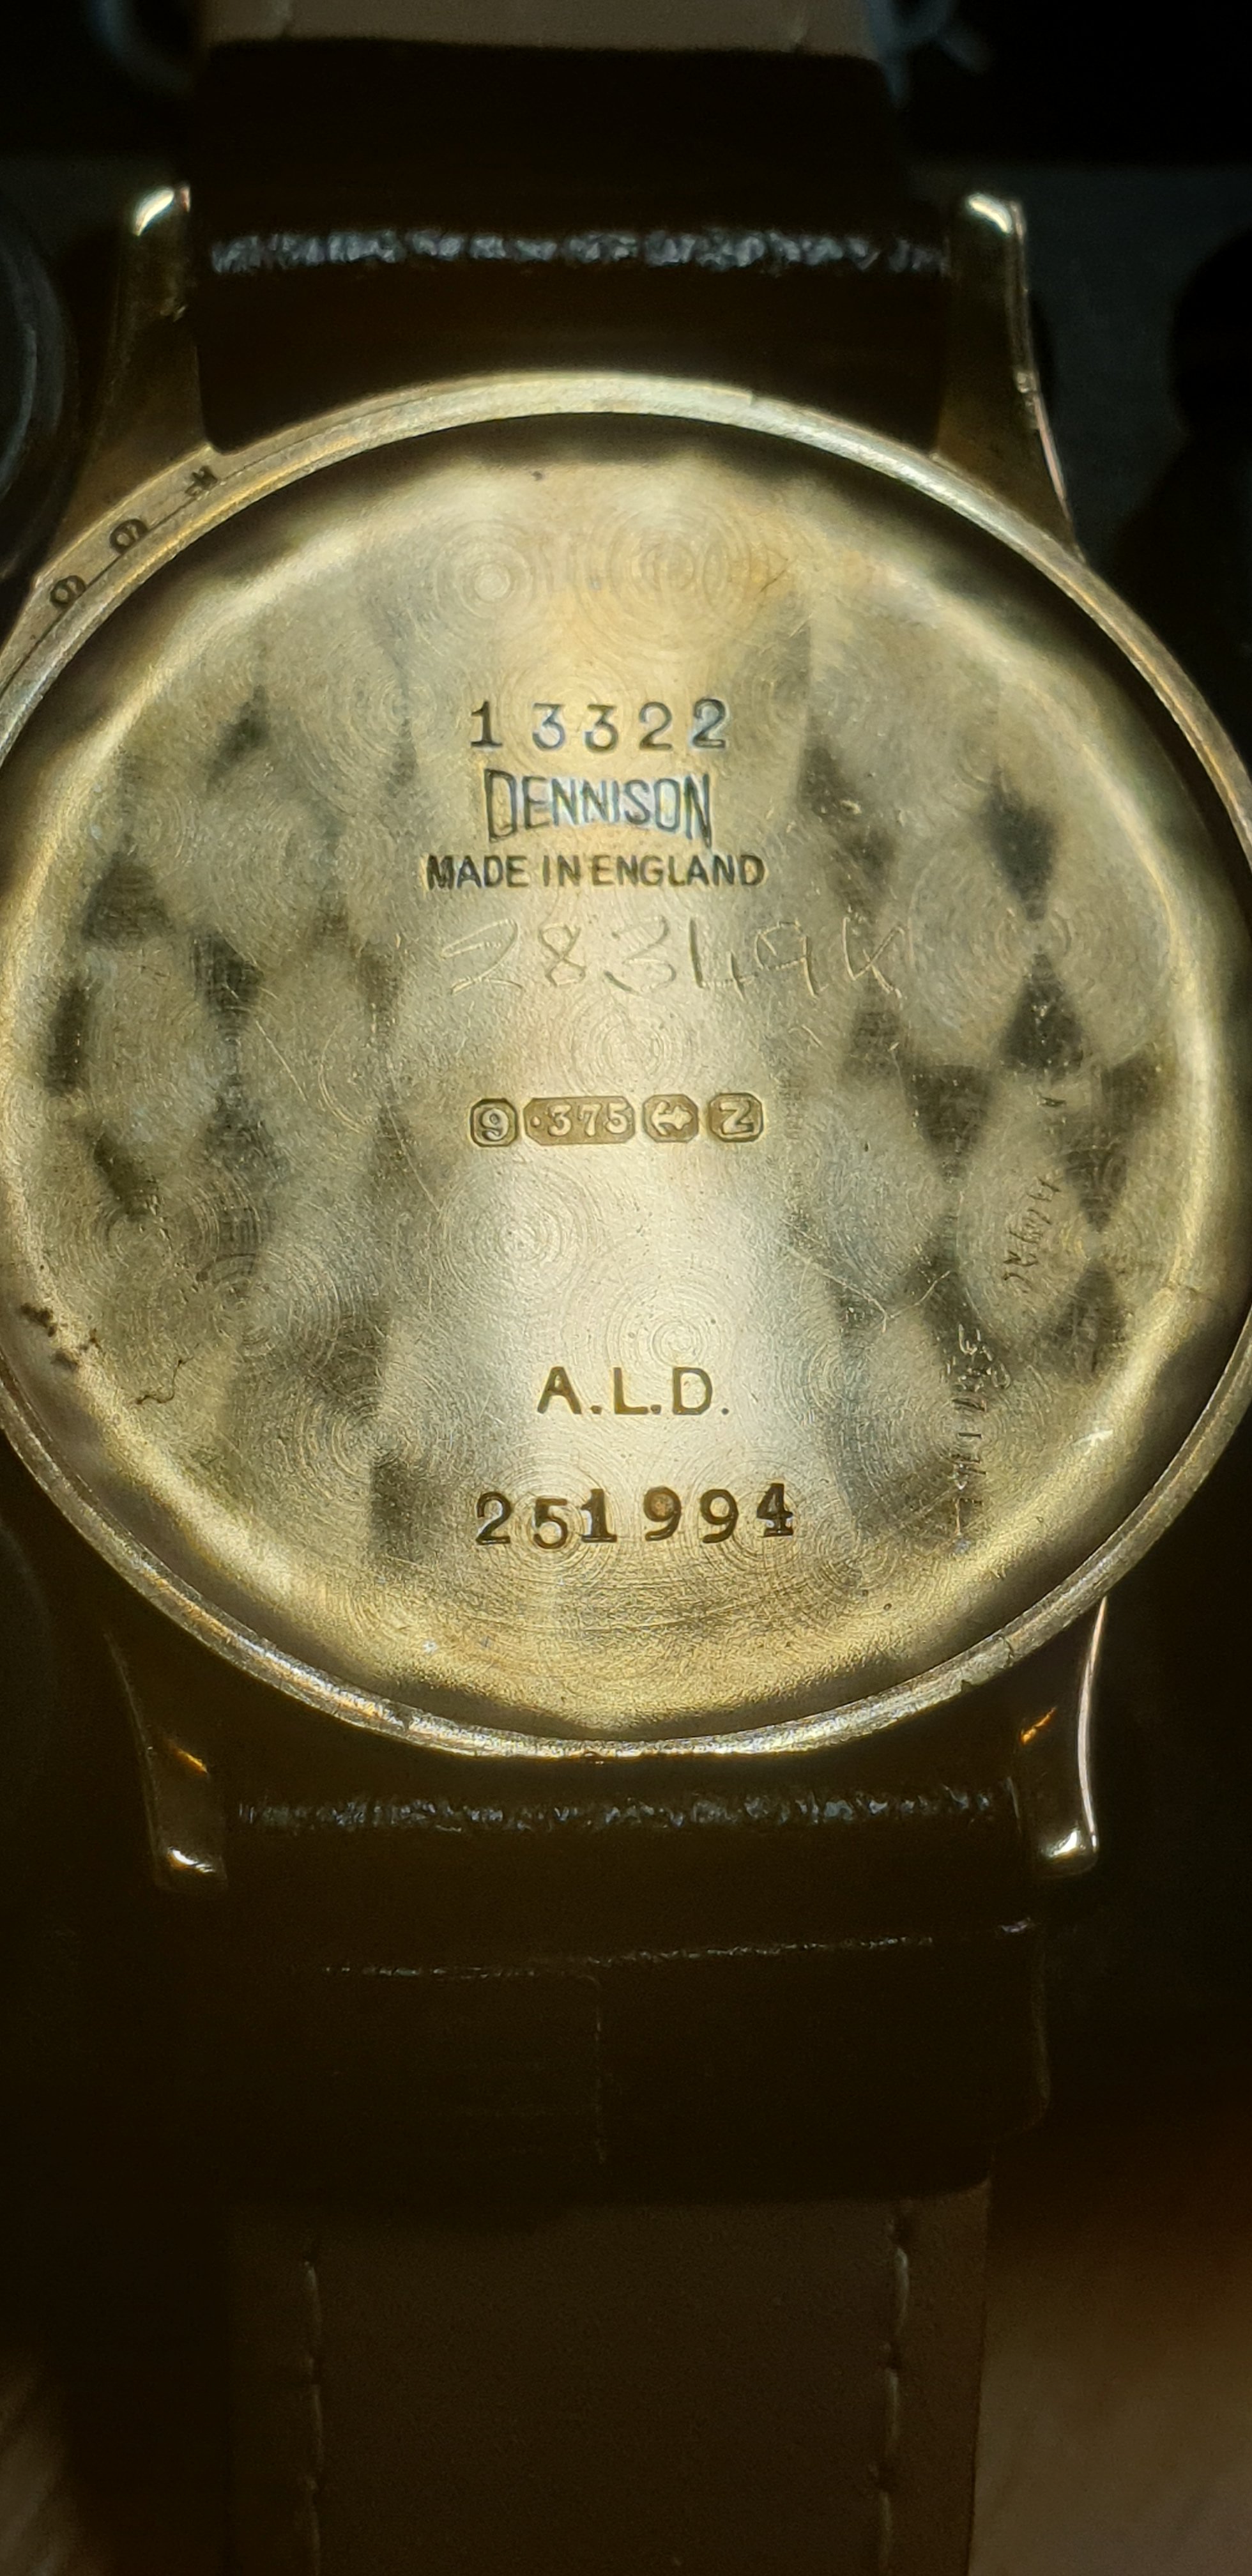 13322
DENNISON
MADE IN ENGLAND
28349K
9 .375 Z
A.L.D.
251994